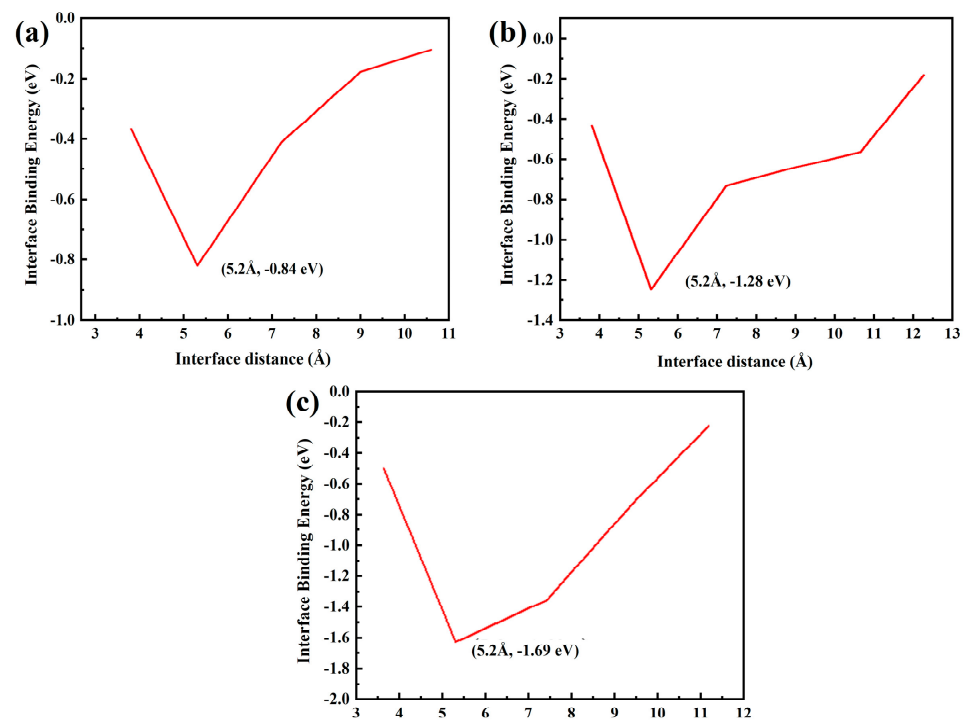 (a)
0.0
-0.2
-0.4
-0.6
-0.8
-1.0
Interface Binding Energy (eV)
(5.2Å, -0.84 eV)
3 4 5 6 7 8 9 10 11
Interface distance (Å)
(b)
0.0
-0.2
-0.4
-0.6
-0.8
-1.0
-1.2
-1.4
Interface Binding Energy (eV)
(5.2Å, -1.28 eV)
3 4 5 6 7 8 9 10 11 12 13
Interface distance (Å)
(c)
0.0
-0.2
-0.4
-0.6
-0.8
-1.0
-1.2
-1.4
-1.6
-1.8
-2.0
Interface Binding Energy (eV)
(5.2Å, -1.69 eV)
3 4 5 6 7 8 9 10 11 12